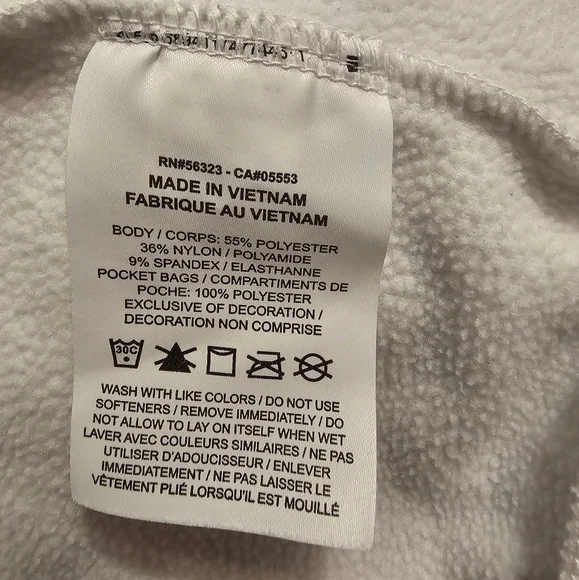 RN#56323 - CA#05553
MADE IN VIETNAM
FABRIQUE AU VIETNAM
BODY / CORPS: 55% POLYESTER
36% NYLON / POLYAMIDE
9% SPANDEX / ELASTHANNE
POCKET BAGS / COMPARTIMENTS DE
POCHE: 100% POLYESTER
EXCLUSIVE OF DECORATION /
DECORATION NON COMPRISE
30C
WASH WITH LIKE COLORS / DO NOT USE
SOFTENERS / REMOVE IMMEDIATELY / DO
NOT ALLOW TO LAY ON ITSELF WHEN WET
LAVER AVEC COULEURS SIMILAIRES / NE PAS
UTILISER D'ADOUCISSEUR / ENLEVER
IMMEDIATEMENT / NE PAS LAISSER LE
VÊTEMENT PLIÉ LORSQU'IL EST MOUILLÉ